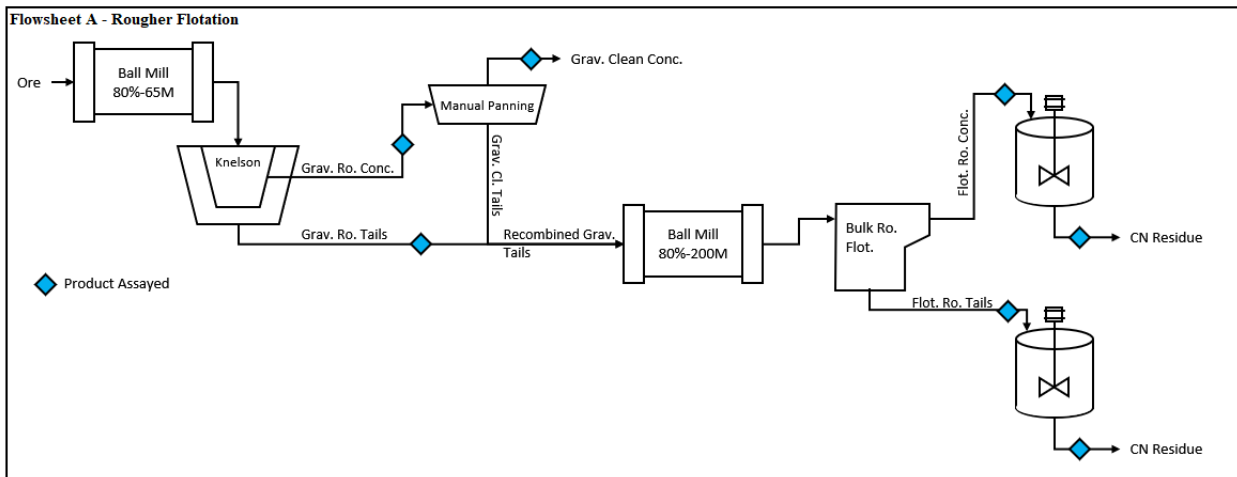 Flowsheet A - Rougher Flotation
Ore
Ball Mill
80%-65M
Knelson
Grav. Ro. Conc.
Manual Panning
Grav. Clean Conc.
Grav. Cl. Tails
Grav. Ro. Tails
Recombined Grav.
Tails
Ball Mill
80%-200M
Bulk Ro.
Flot.
Flot. Ro. Conc.
CN Residue
Flot. Ro. Tails
CN Residue
Product Assayed